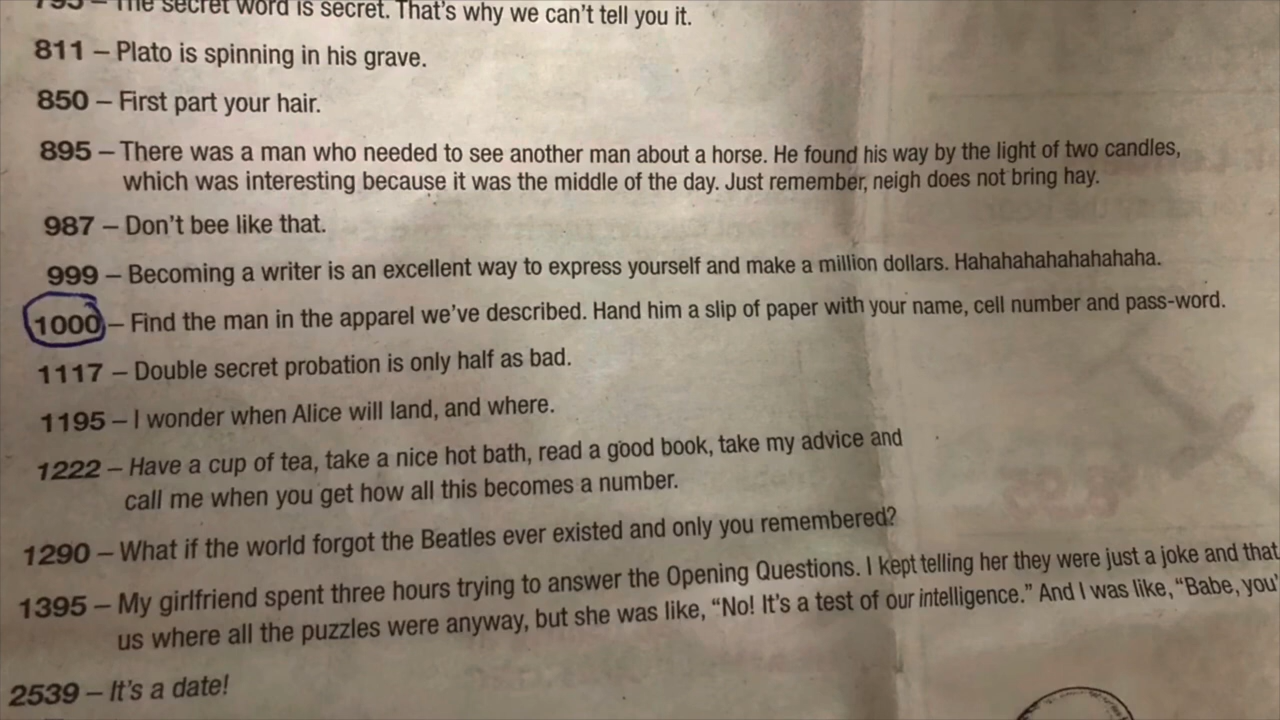 The secret word is secret. That's why we can't tell you it.
811 – Plato is spinning in his grave.
850 – First part your hair.
895 – There was a man who needed to see another man about a horse. He found his way by the light of two candles,
which was interesting because it was the middle of the day. Just remember, neigh does not bring hay.
987 – Don't bee like that.
999 – Becoming a writer is an excellent way to express yourself and make a million dollars. Hahahahahahahahaha.
1000 – Find the man in the apparel we've described. Hand him a slip of paper with your name, cell number and pass-word.
1117 – Double secret probation is only half as bad.
1195 – I wonder when Alice will land, and where.
1222 – Have a cup of tea, take a nice hot bath, read a good book, take my advice and
call me when you get how all this becomes a number.
1290 – What if the world forgot the Beatles ever existed and only you remembered?
1395 – My girlfriend spent three hours trying to answer the Opening Questions. I kept telling her they were just a joke and that
us where all the puzzles were anyway, but she was like, "No! It's a test of our intelligence." And I was like, "Babe, you'
2539 – It's a date!